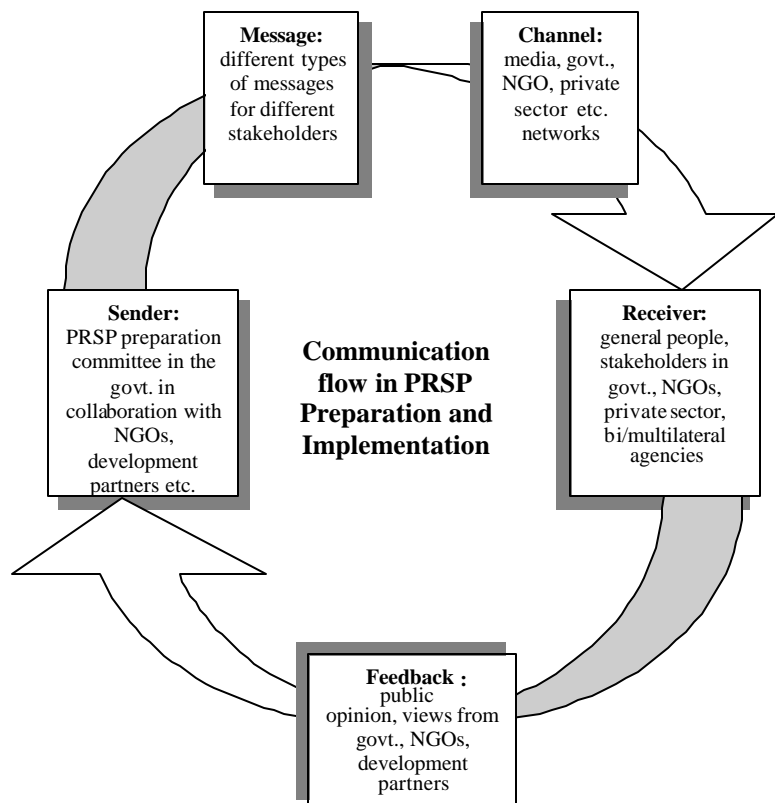 Message:
different types
of messages
for different
stakeholders
Channel:
media, govt.,
NGO, private
sector etc.
networks
Sender:
PRSP preparation
committee in the
govt. in
collaboration with
NGOs,
development
partners etc.
Communication
flow in PRSP
Preparation and
Implementation
Receiver:
general people,
stakeholders in
govt., NGOs,
private sector,
bi/multilateral
agencies
Feedback :
public
opinion, views from
govt., NGOs,
development
partners